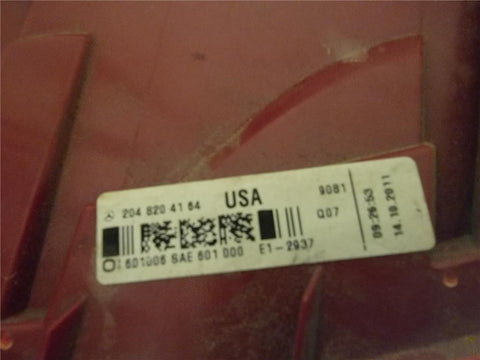 204 820 41 64 USA 9081
Q07
601006 SAE 601 000 E1-2937
09:26:53
14.10.2011